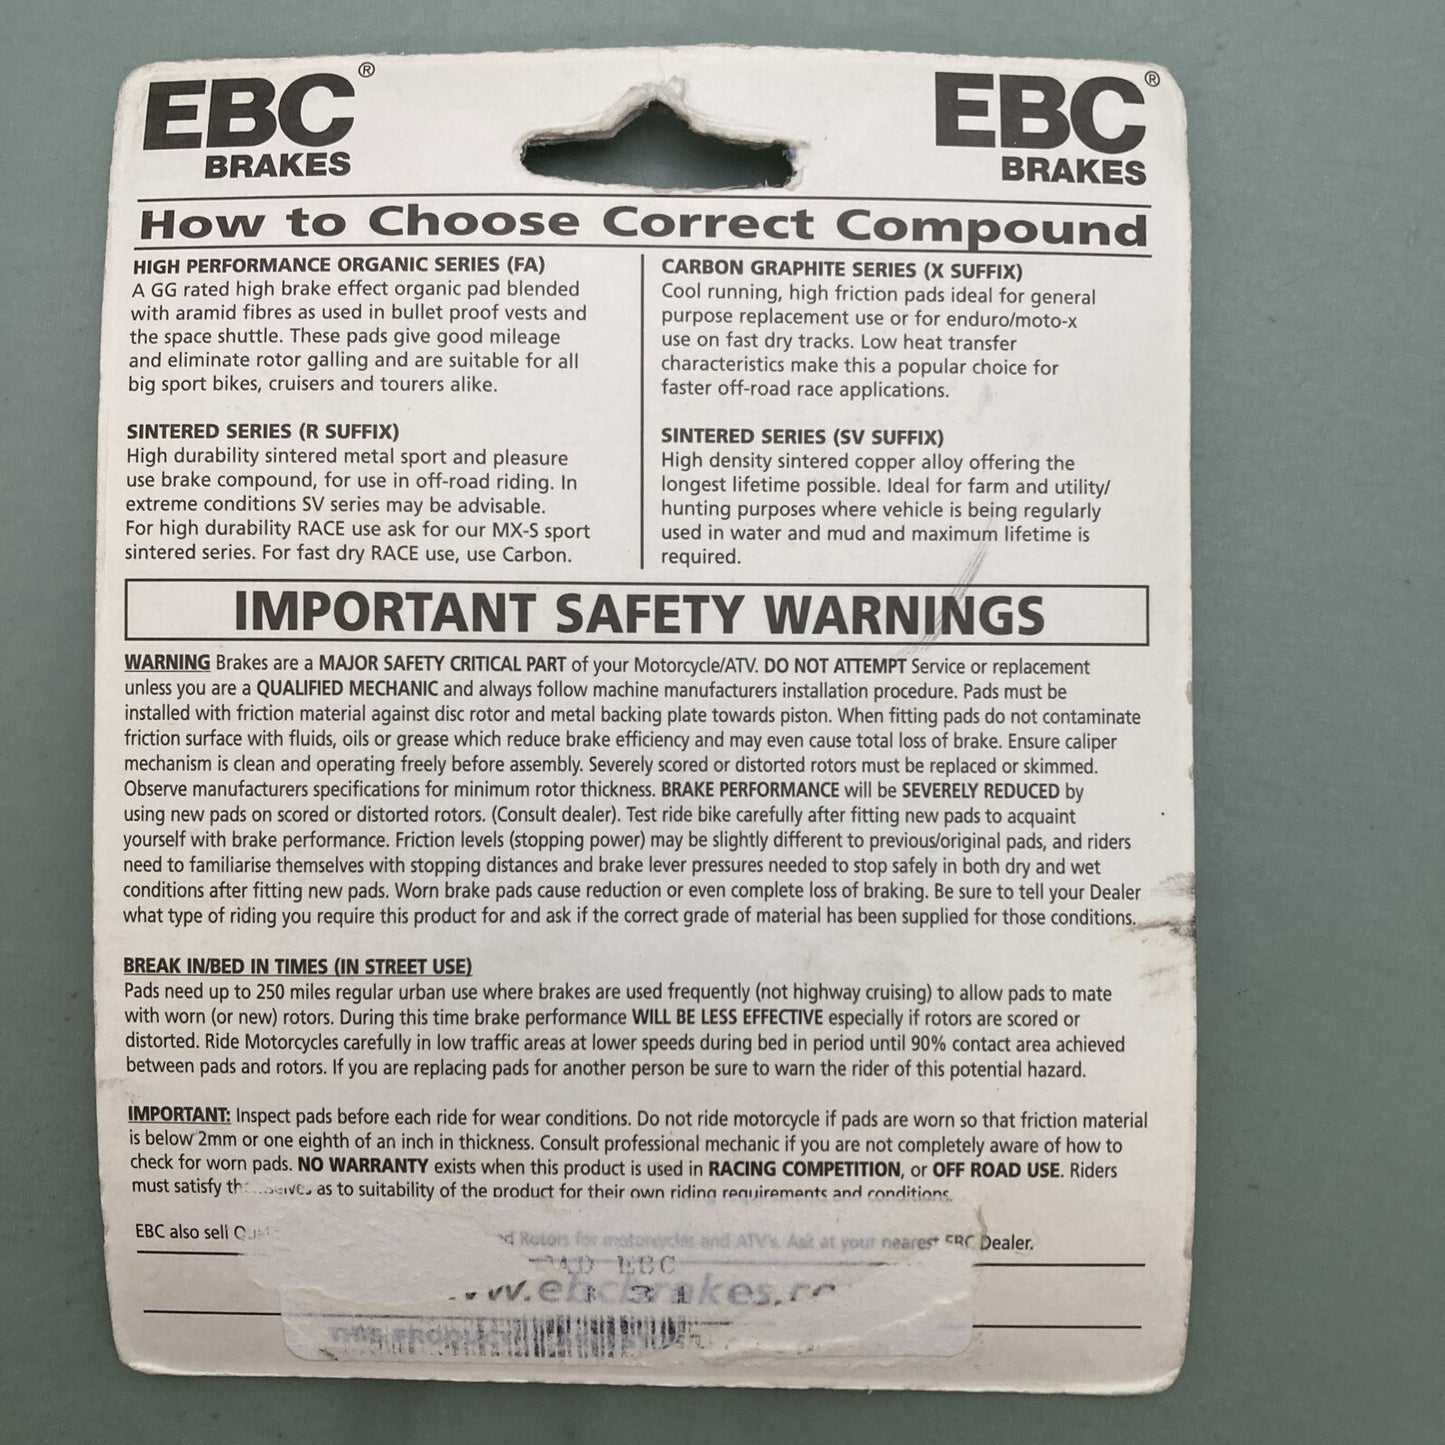 EBC® EBC®
BRAKES BRAKES
How to Choose Correct Compound
HIGH PERFORMANCE ORGANIC SERIES (FA)
A GG rated high brake effect organic pad blended
with aramid fibres as used in bullet proof vests and
the space shuttle. These pads give good mileage
and eliminate rotor galling and are suitable for all
big sport bikes, cruisers and tourers alike.
SINTERED SERIES (R SUFFIX)
High durability sintered metal sport and pleasure
use brake compound, for use in off-road riding. In
extreme conditions SV series may be advisable.
For high durability RACE use ask for our MX-S sport
sintered series. For fast dry RACE use, use Carbon.
CARBON GRAPHITE SERIES (X SUFFIX)
Cool running, high friction pads ideal for general
purpose replacement use or for enduro/moto-x
use on fast dry tracks. Low heat transfer
characteristics make this a popular choice for
faster off-road race applications.
SINTERED SERIES (SV SUFFIX)
High density sintered copper alloy offering the
longest lifetime possible. Ideal for farm and utility/
hunting purposes where vehicle is being regularly
used in water and mud and maximum lifetime is
required.
IMPORTANT SAFETY WARNINGS
WARNING Brakes are a MAJOR SAFETY CRITICAL PART of your Motorcycle/ATV. DO NOT ATTEMPT Service or replacement
unless you are a QUALIFIED MECHANIC and always follow machine manufacturers installation procedure. Pads must be
installed with friction material against disc rotor and metal backing plate towards piston. When fitting pads do not contaminate
friction surface with fluids, oils or grease which reduce brake efficiency and may even cause total loss of brake. Ensure caliper
mechanism is clean and operating freely before assembly. Severely scored or distorted rotors must be replaced or skimmed.
Observe manufacturers specifications for minimum rotor thickness. BRAKE PERFORMANCE will be SEVERELY REDUCED by
using new pads on scored or distorted rotors. (Consult dealer). Test ride bike carefully after fitting new pads to acquaint
yourself with brake performance. Friction levels (stopping power) may be slightly different to previous/original pads, and riders
need to familiarise themselves with stopping distances and brake lever pressures needed to stop safely in both dry and wet
conditions after fitting new pads. Worn brake pads cause reduction or even complete loss of braking. Be sure to tell your Dealer
what type of riding you require this product for and ask if the correct grade of material has been supplied for those conditions.
BREAK IN/BED IN TIMES (IN STREET USE)
Pads need up to 250 miles regular urban use where brakes are used frequently (not highway cruising) to allow pads to mate
with worn (or new) rotors. During this time brake performance WILL BE LESS EFFECTIVE especially if rotors are scored or
distorted. Ride Motorcycles carefully in low traffic areas at lower speeds during bed in period until 90% contact area achieved
between pads and rotors. If you are replacing pads for another person be sure to warn the rider of this potential hazard.
IMPORTANT: Inspect pads before each ride for wear conditions. Do not ride motorcycle if pads are worn so that friction material
is below 2mm or one eighth of an inch in thickness. Consult professional mechanic if you are not completely aware of how to
check for worn pads. NO WARRANTY exists when this product is used in RACING COMPETITION, or OFF ROAD USE. Riders
must satisfy as to suitability of the product for their own riding requirements and conditions.
EBC also sell Rotors for motorcycles and ATV's. Ask at your nearest EBC Dealer.
EBC
THIS